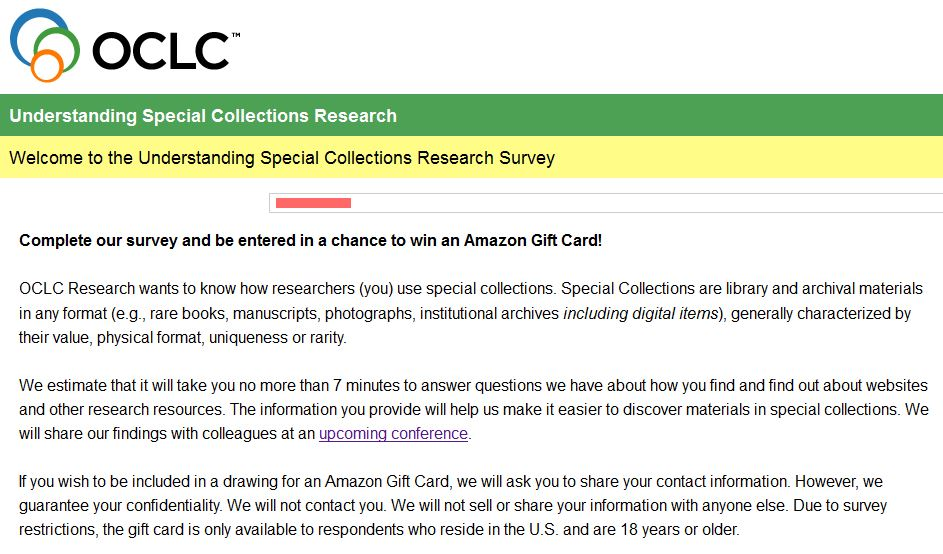 OCLC™
Understanding Special Collections Research
Welcome to the Understanding Special Collections Research Survey
Complete our survey and be entered in a chance to win an Amazon Gift Card!
OCLC Research wants to know how researchers (you) use special collections. Special Collections are library and archival materials
in any format (e.g., rare books, manuscripts, photographs, institutional archives including digital items), generally characterized by
their value, physical format, uniqueness or rarity.
We estimate that it will take you no more than 7 minutes to answer questions we have about how you find and find out about websites
and other research resources. The information you provide will help us make it easier to discover materials in special collections. We
will share our findings with colleagues at an upcoming conference.
If you wish to be included in a drawing for an Amazon Gift Card, we will ask you to share your contact information. However, we
guarantee your confidentiality. We will not contact you. We will not sell or share your information with anyone else. Due to survey
restrictions, the gift card is only available to respondents who reside in the U.S. and are 18 years or older.